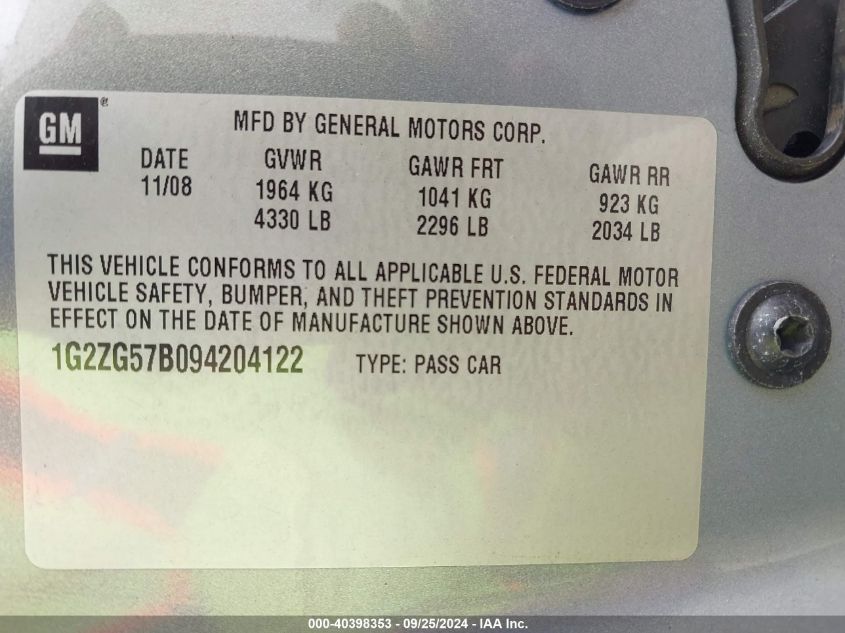 GM ®
MFD BY GENERAL MOTORS CORP.
DATE GVWR GAWR FRT GAWR RR
11/08 1964 KG 1041 KG 923 KG
4330 LB 2296 LB 2034 LB
THIS VEHICLE CONFORMS TO ALL APPLICABLE U.S. FEDERAL MOTOR
VEHICLE SAFETY, BUMPER, AND THEFT PREVENTION STANDARDS IN
EFFECT ON THE DATE OF MANUFACTURE SHOWN ABOVE.
1G2ZG57B094204122 TYPE: PASS CAR
000-40398353 - 09/25/2024 - IAA Inc.